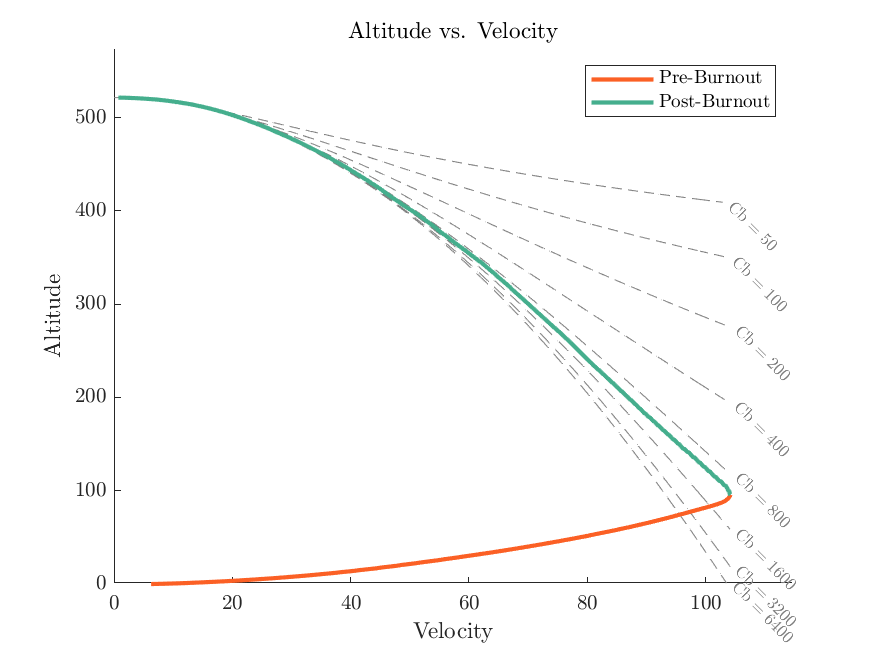 Altitude vs. Velocity
Pre-Burnout
Post-Burnout
500
400
300
200
100
0
Altitude
0
20
40
60
80
100
Velocity
Cb = 50
Cb = 100
Cb = 200
Cb = 400
Cb = 800
Cb = 1600
Cb = 3200
Cb = 6400